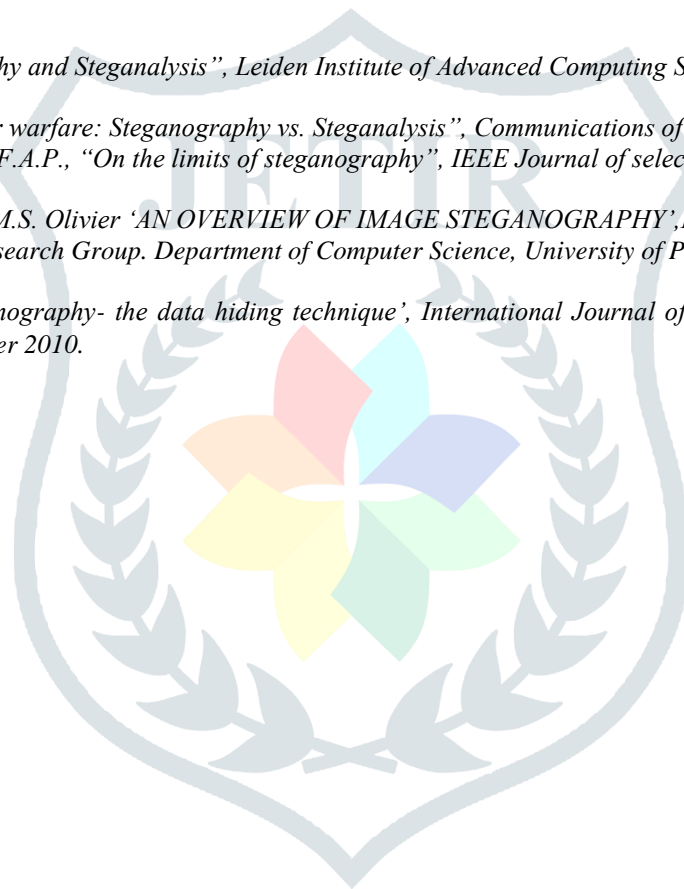 hy and Steganalysis”, Leiden Institute of Advanced Computing S
r warfare: Steganography vs. Steganalysis”, Communications of
F.A.P., “On the limits of steganography”, IEEE Journal of selec
M.S. Olivier ‘AN OVERVIEW OF IMAGE STEGANOGRAPHY’,
search Group. Department of Computer Science, University of P
nography- the data hiding technique’, International Journal of
er 2010.
JETIR